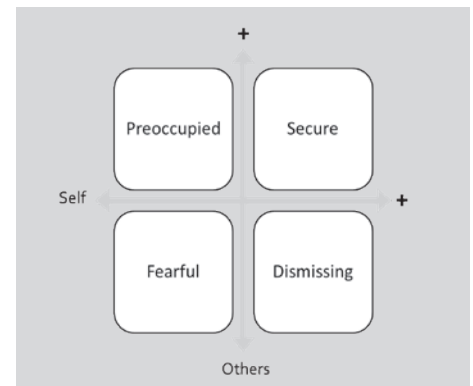 +
Preoccupied Secure
Self +
Fearful Dismissing
Others